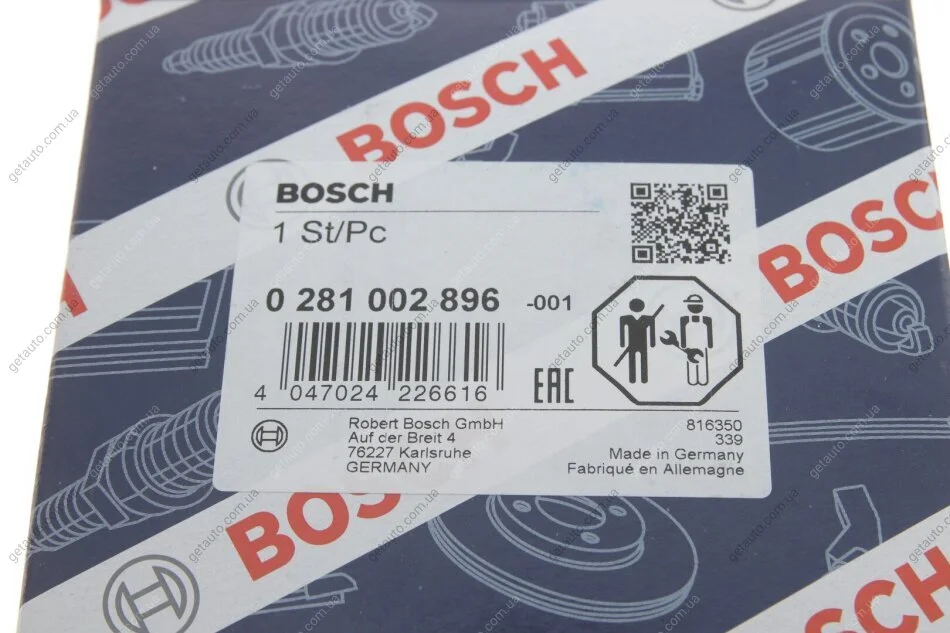 BOSCH
BOSCH
1 St/Pc
BOSCH
0 281 002 896 -001
4 047024 226616
EAC
Robert Bosch GmbH
Auf der Breit 4
76227 Karlsruhe
GERMANY
816350
339
Made in Germany
Fabriqué en Allemagne
BOS
BOSCH
getauto.com.ua